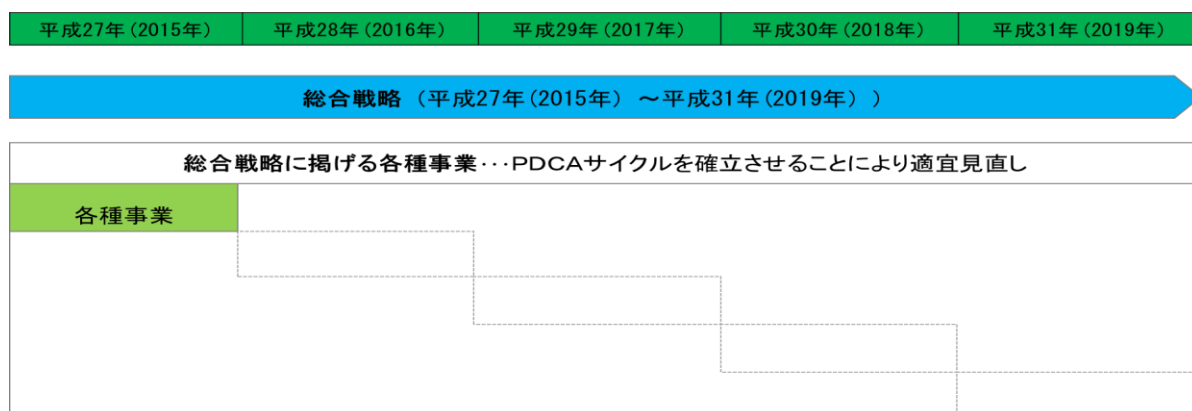 平成27年(2015年) 平成28年(2016年) 平成29年(2017年) 平成30年(2018年) 平成31年(2019年)
総合戦略（平成27年(2015年) ～平成31年(2019年) ）
総合戦略に掲げる各種事業･･･PDCAサイクルを確立させることにより適宜見直し
各種事業